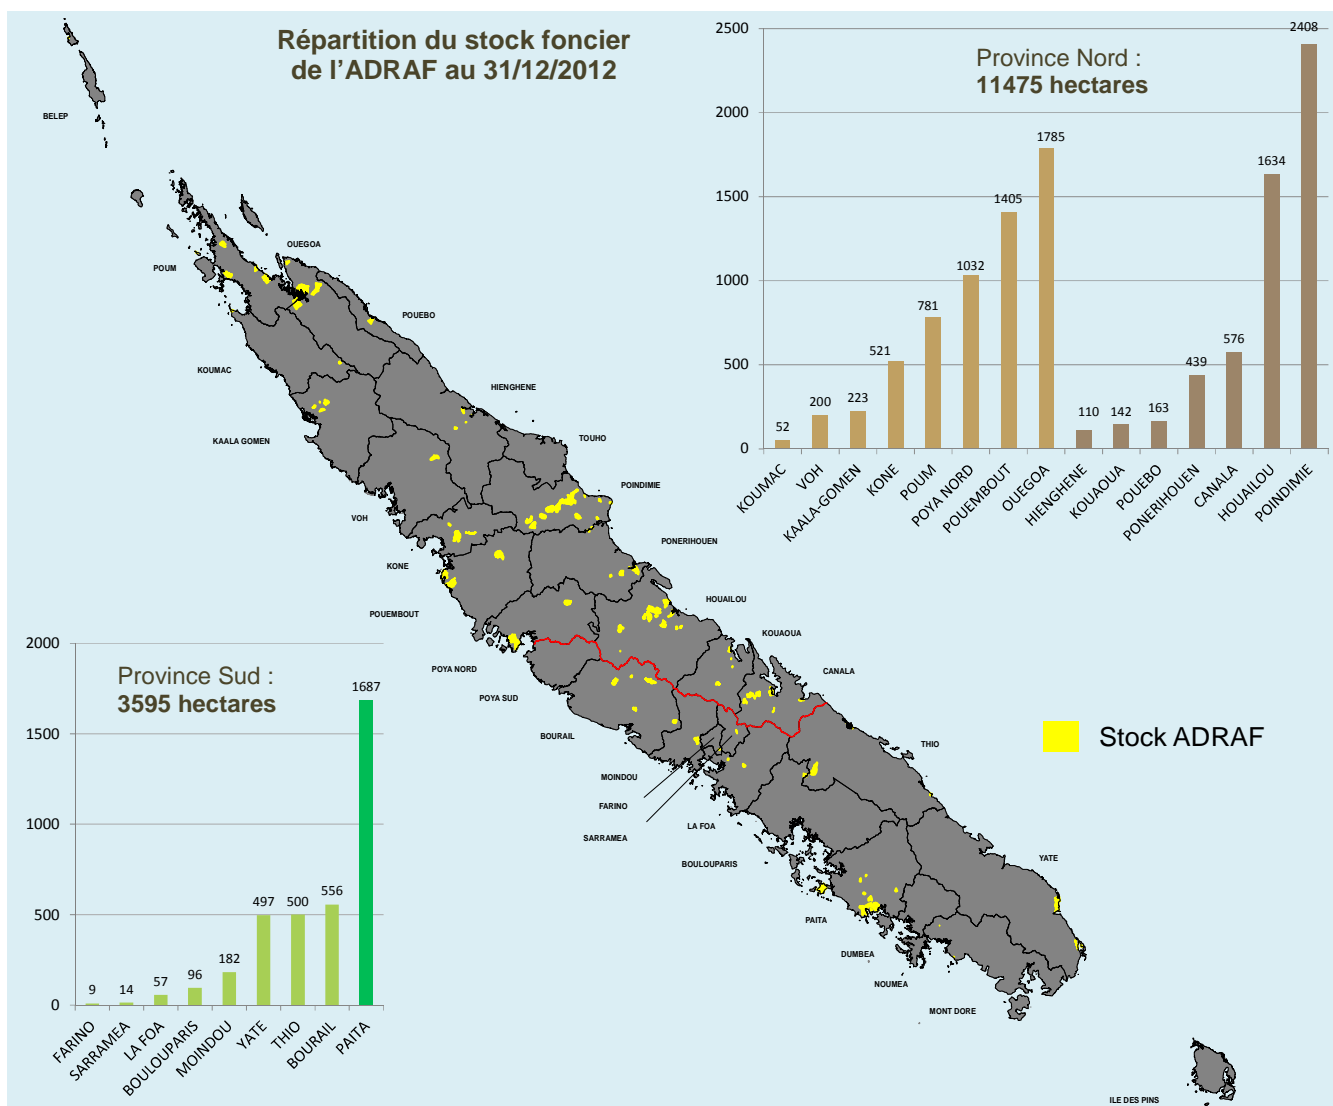 Répartition du stock foncier
de l'ADRAF au 31/12/2012
BELEP
OUEGOA
POUM
POUEBO
KOUMAC
HIENGHENE
KAALA GOMEN
TOUHO
POINDIMIE
VOH
PONERIHOUEN
KONE
HOUAILOU
POUEMBOUT
KOUAOUA
POYA NORD
CANALA
POYA SUD
BOURAIL
THIO
MOINDOU
FARINO
LA FOA
SARRAMEA
BOULOUPARIS
YATE
PAITA
DUMBEA
NOUMEA
MONT DORE
ILE DES PINS
Stock ADRAF
Province Nord :
11475 hectares
2500
2000
1500
1000
500
0
52
200
223
521
781
1032
1405
1785
110
142
163
439
576
1634
2408
KOUMAC
VOH
KAALA-GOMEN
KONE
POUM
POYA NORD
POUEMBOUT
OUEGOA
HIENGHENE
KOUAOUA
POUEBO
PONERIHOUEN
CANALA
HOUAILOU
POINDIMIE
Province Sud :
3595 hectares
2000
1500
1000
500
0
9
14
57
96
182
497
500
556
1687
FARINO
SARRAMEA
LA FOA
BOULOUPARIS
MOINDOU
YATE
THIO
BOURAIL
PAITA